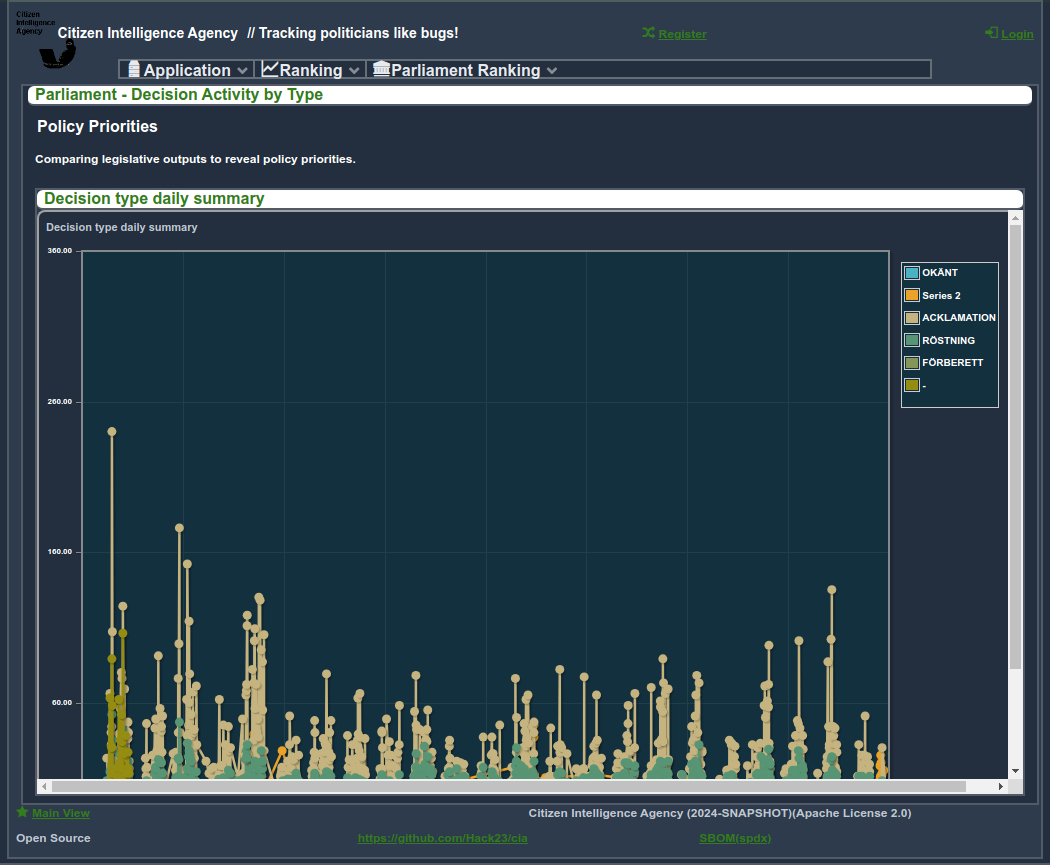 Citizen
Intelligence
Agency
Citizen Intelligence Agency // Tracking politicians like bugs!
Register
Login
Application
Ranking
Parliament Ranking
Parliament - Decision Activity by Type
Policy Priorities
Comparing legislative outputs to reveal policy priorities.
Decision type daily summary
Decision type daily summary
360.00
260.00
160.00
60.00
OKÄNT
Series 2
ACKLAMATION
RÖSTNING
FÖRBERETT
-
Main View
Citizen Intelligence Agency (2024-SNAPSHOT)(Apache License 2.0)
Open Source
https://github.com/Hack23/cia
SBOM(spdx)